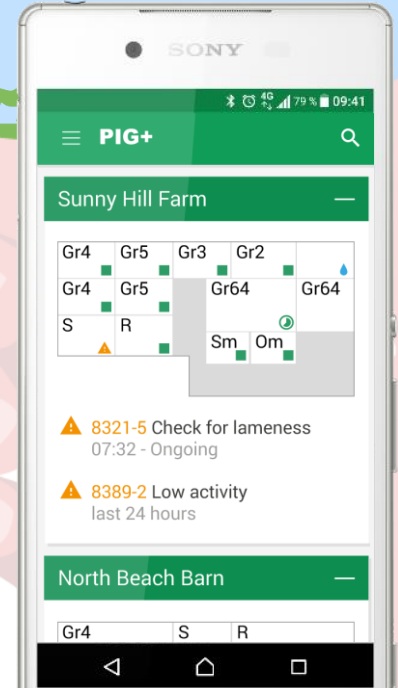 SONY
4G 79 % 09:41
PIG+
Sunny Hill Farm
Gr4 Gr5 Gr3 Gr2
Gr4 Gr5 Gr64 Gr64
S R
Sm Om
8321-5 Check for lameness
07:32 - Ongoing
8389-2 Low activity
last 24 hours
North Beach Barn
Gr4 S R